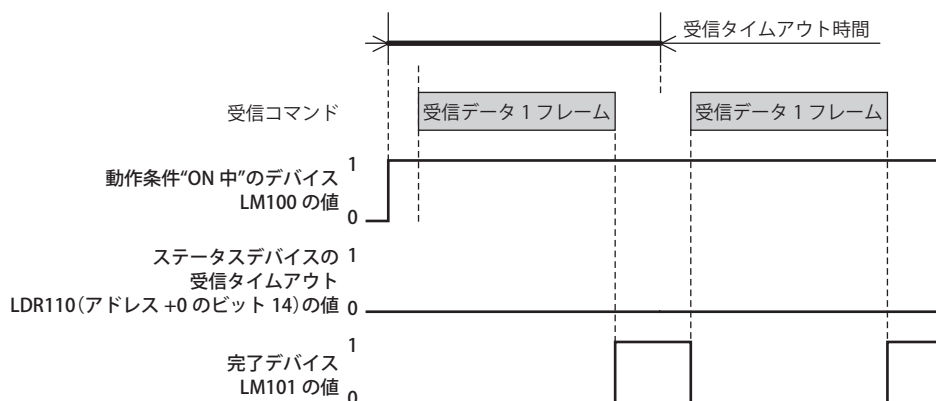 受信タイムアウト時間
受信コマンド
受信データ 1 フレーム
受信データ 1 フレーム
1
動作条件“ON 中”のデバイス
LM100 の値
0
ステータスデバイスの
1
受信タイムアウト
LDR110(アドレス +0 のビット 14)の値
0
1
完了デバイス
LM101 の値
0